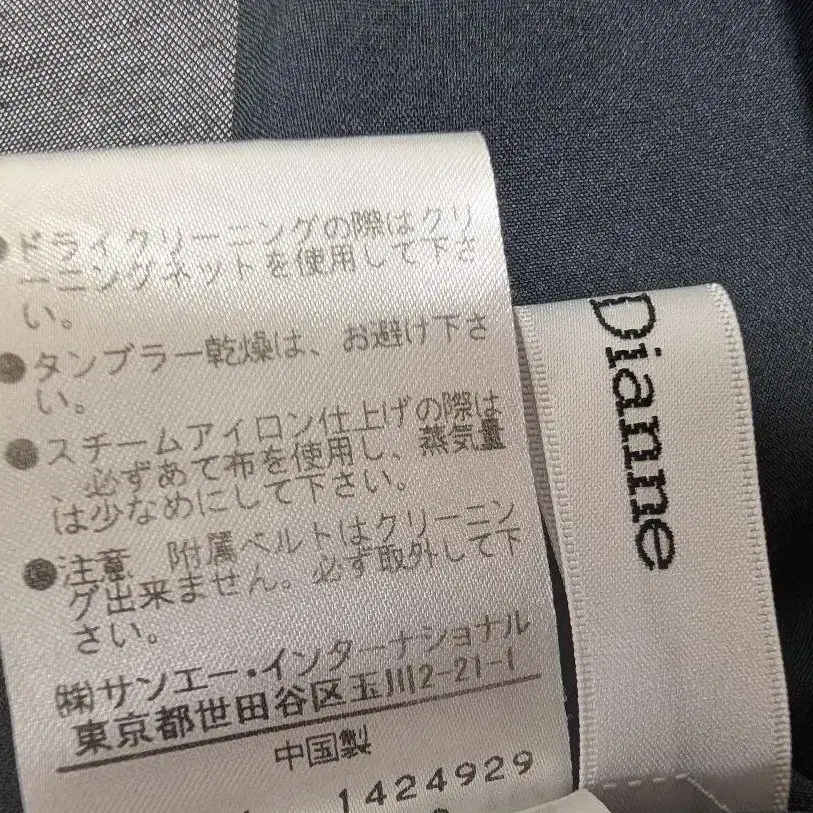 ●ドライクリーニングの際はクリ
ーニングネットを使用して下さ
い。
●タンブラー乾燥は、お避け下さ
い。
●スチームアイロン仕上げの際は
必ずあて布を使用し、蒸気量
は少なめにして下さい。
●注意 附属ベルトはクリーニン
グ出来ません。必ず取外して下
さい。
㈱サンエー・インターナショナル
東京都世田谷区玉川2-21-1
中国製
1424929
Dianne